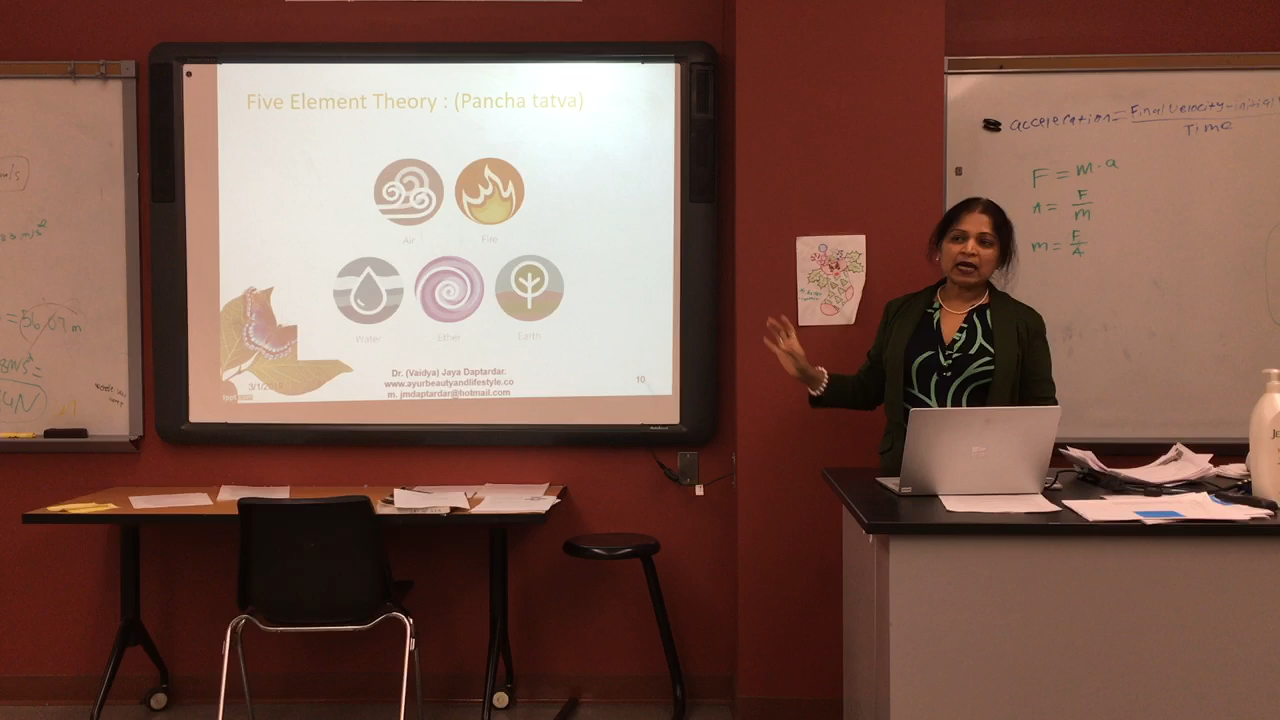 Five Element Theory : (Pancha tatva)
Air
Fire
Water
Ether
Earth
Dr. (Vaidya) Jaya Daptardar.
www.ayurbeautyandlifestyle.co
m. jmdaptardar@hotmail.com
10
acceleration = Final Velocity - initial
Time
F = m · a
A = F
m
m = F
A